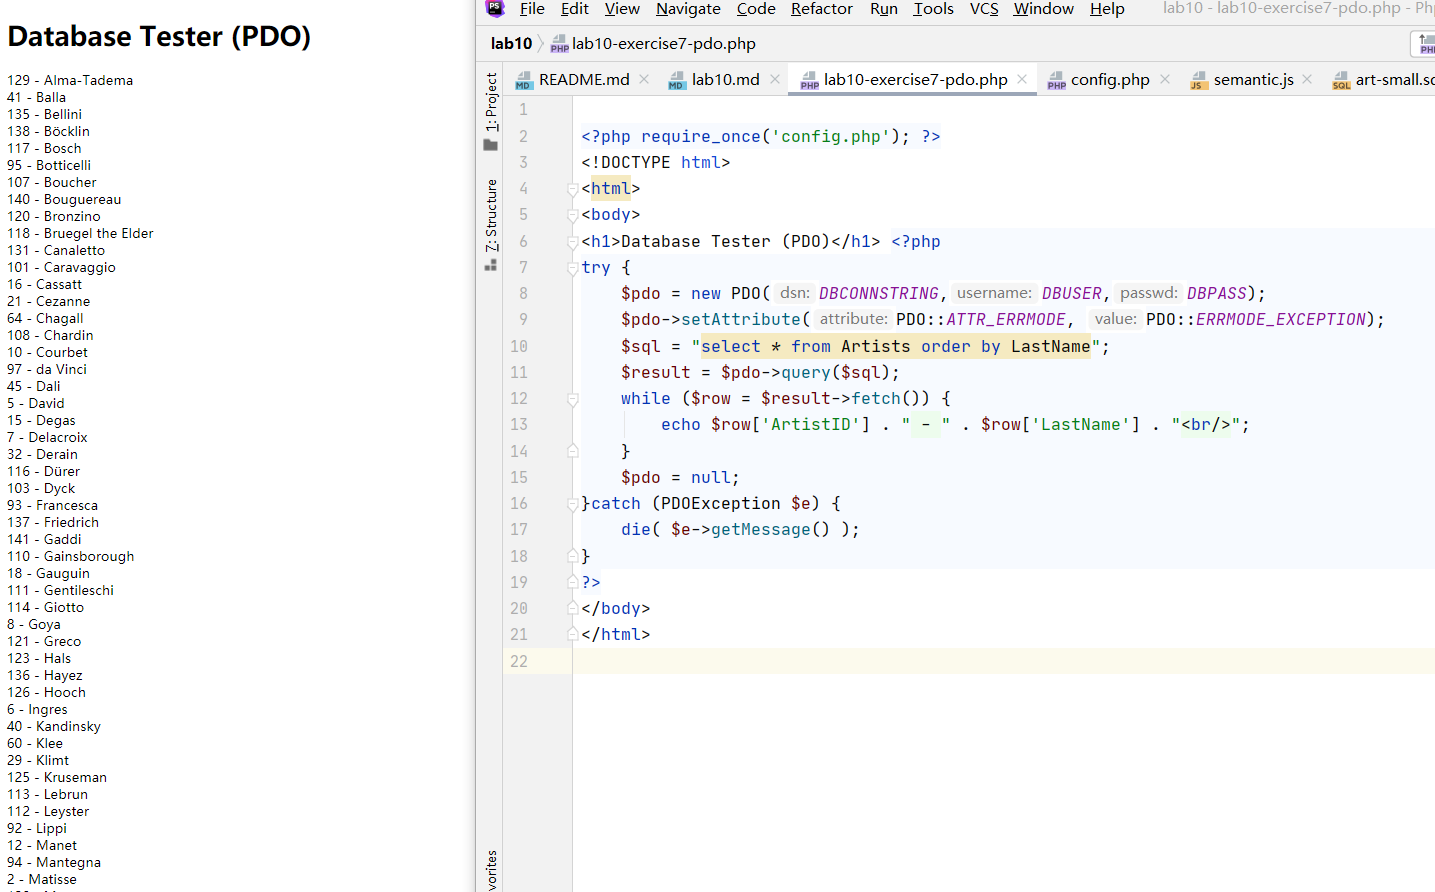 Database Tester (PDO)
129 - Alma-Tadema
41 - Balla
135 - Bellini
138 - Böcklin
117 - Bosch
95 - Botticelli
107 - Boucher
140 - Bouguereau
120 - Bronzino
118 - Bruegel the Elder
131 - Canaletto
101 - Caravaggio
16 - Cassatt
21 - Cezanne
64 - Chagall
108 - Chardin
10 - Courbet
97 - da Vinci
45 - Dali
5 - David
15 - Degas
7 - Delacroix
32 - Derain
116 - Dürer
103 - Dyck
93 - Francesca
137 - Friedrich
141 - Gaddi
110 - Gainsborough
18 - Gauguin
111 - Gentileschi
114 - Giotto
8 - Goya
121 - Greco
123 - Hals
136 - Hayez
126 - Hooch
6 - Ingres
40 - Kandinsky
60 - Klee
29 - Klimt
125 - Kruseman
113 - Lebrun
112 - Leyster
92 - Lippi
12 - Manet
94 - Mantegna
2 - Matisse
PS File Edit View Navigate Code Refactor Run Tools VCS Window Help lab10 - lab10-exercise7-pdo.php -
lab10 PHP lab10-exercise7-pdo.php PHP
1: Project
7: Structure
MD README.md × MD lab10.md × PHP lab10-exercise7-pdo.php × PHP config.php × JS semantic.js × SQL
1
2 <?php require_once('config.php'); ?>
3 <!DOCTYPE html>
4 <html>
5 <body>
6 <h1>Database Tester (PDO)</h1> <?php
7 try {
8 $pdo = new PDO( dsn: DBCONNSTRING, username: DBUSER, passwd: DBPASS);
9 $pdo->setAttribute( attribute: PDO::ATTR_ERRMODE, value: PDO::ERRMODE_EXCEPTION);
10 $sql = "select * from Artists order by LastName";
11 $result = $pdo->query($sql);
12 while ($row = $result->fetch()) {
13 echo $row['ArtistID'] . " - " . $row['LastName'] . "<br/>";
14 }
15 $pdo = null;
16 }catch (PDOException $e) {
17 die( $e->getMessage() );
18 }
19 ?>
20 </body>
21 </html>
22